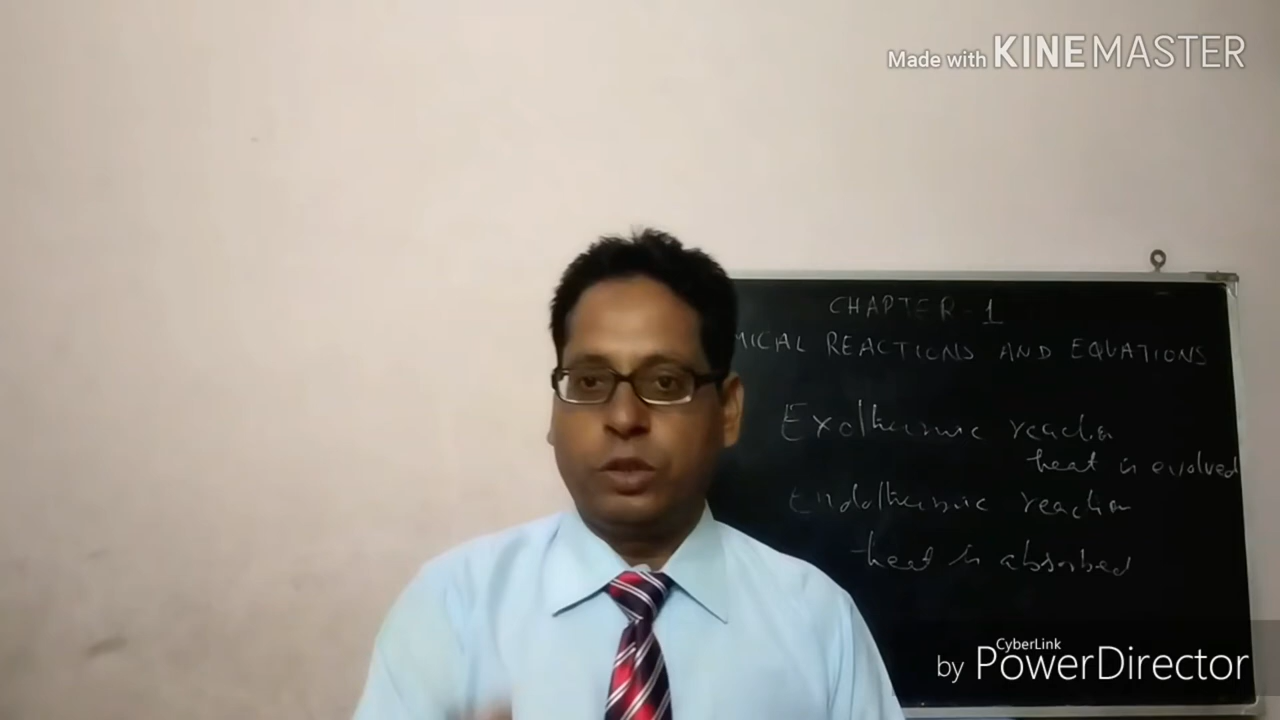 Made with KINEMASTER
CHAPTER-1
MICAL REACTIONS AND EQUATIONS
Exothermic reaction
heat is evolved
Endothermic reaction
heat is absorbed
CyberLink
by PowerDirector